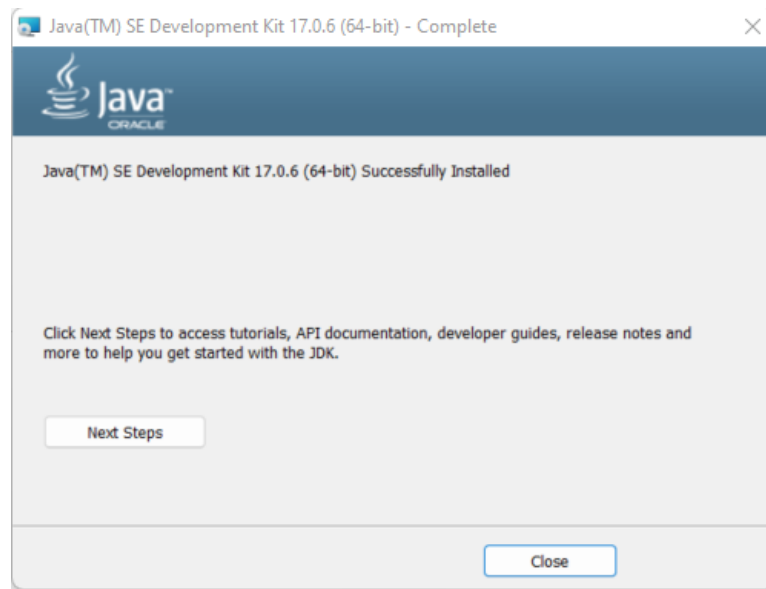 Java(TM) SE Development Kit 17.0.6 (64-bit) - Complete
Java™
ORACLE
Java(TM) SE Development Kit 17.0.6 (64-bit) Successfully Installed
Click Next Steps to access tutorials, API documentation, developer guides, release notes and
more to help you get started with the JDK.
Next Steps
Close